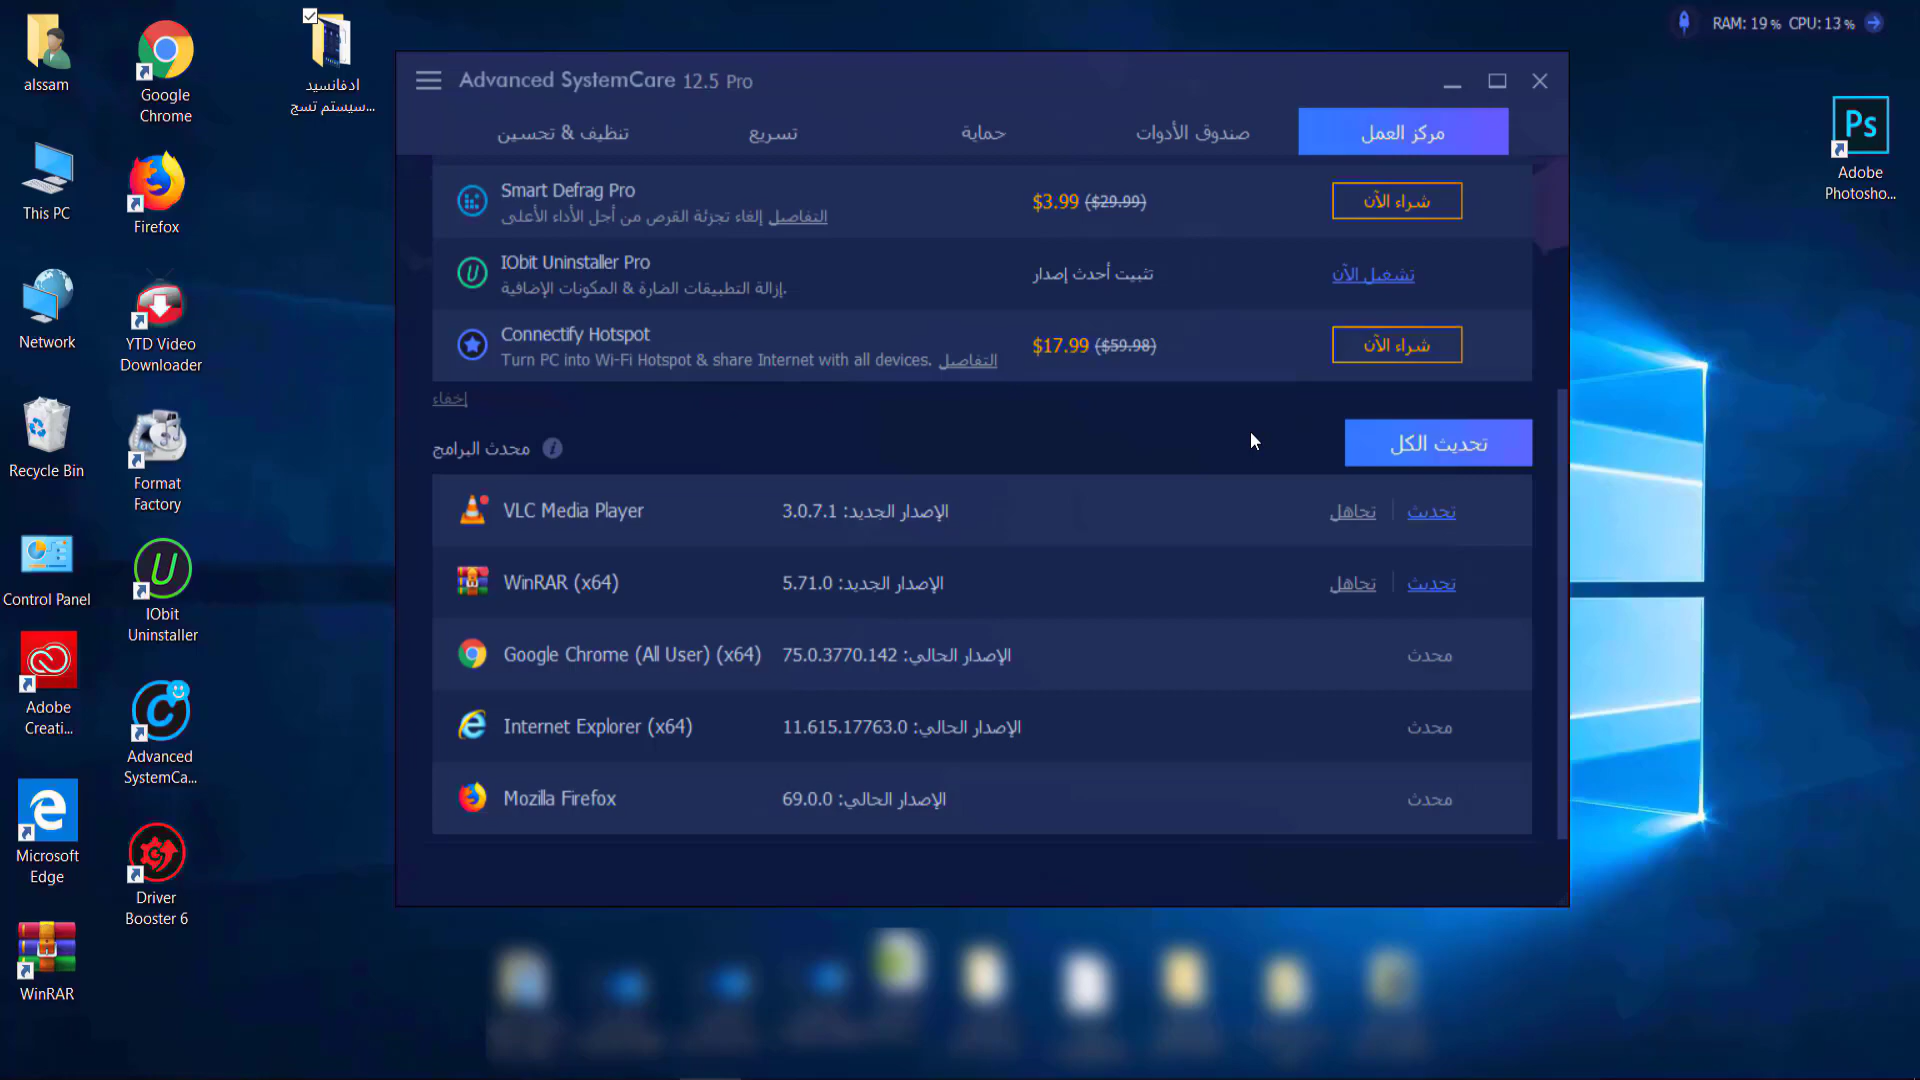 alssam
Google
Chrome
ادفانسيد
سيستم تسج...
RAM: 19 % CPU: 13 %
This PC
Firefox
Network
YTD Video
Downloader
Recycle Bin
Format
Factory
Control Panel
IObit
Uninstaller
Adobe
Creati...
Advanced
SystemCa...
Microsoft
Edge
Driver
Booster 6
WinRAR
Ps
Adobe
Photosho...
Advanced SystemCare 12.5 Pro
تنظيف & تحسين
تسريع
حماية
صندوق الأدوات
مركز العمل
Smart Defrag Pro
إلغاء تجزئة القرص من أجل الأداء الأعلى التفاصيل
$3.99 ($29.99)
شراء الآن
IObit Uninstaller Pro
إزالة التطبيقات الضارة & المكونات الإضافية.
تثبيت أحدث إصدار
تشغيل الآن
Connectify Hotspot
Turn PC into Wi-Fi Hotspot & share Internet with all devices. التفاصيل
$17.99 ($59.98)
شراء الآن
إخفاء
محدث البرامج
تحديث الكل
VLC Media Player
الإصدار الجديد: 3.0.7.1
تجاهل
تحديث
WinRAR (x64)
الإصدار الجديد: 5.71.0
تجاهل
تحديث
Google Chrome (All User) (x64)
الإصدار الحالي: 75.0.3770.142
محدث
Internet Explorer (x64)
الإصدار الحالي: 11.615.17763.0
محدث
Mozilla Firefox
الإصدار الحالي: 69.0.0
محدث